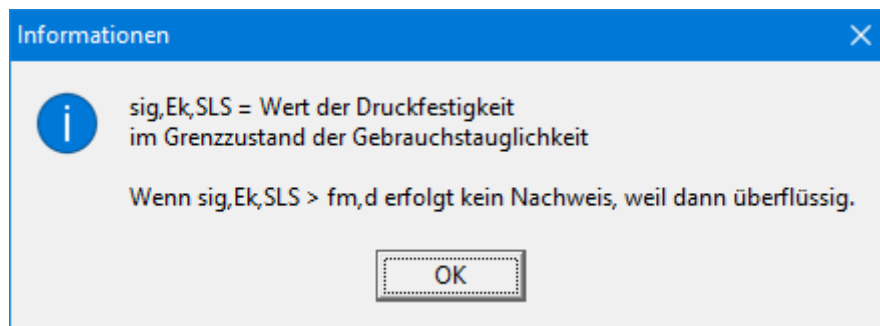 Informationen
sig,Ek,SLS = Wert der Druckfestigkeit
im Grenzzustand der Gebrauchstauglichkeit
Wenn sig,Ek,SLS > fm,d erfolgt kein Nachweis, weil dann überflüssig.
OK